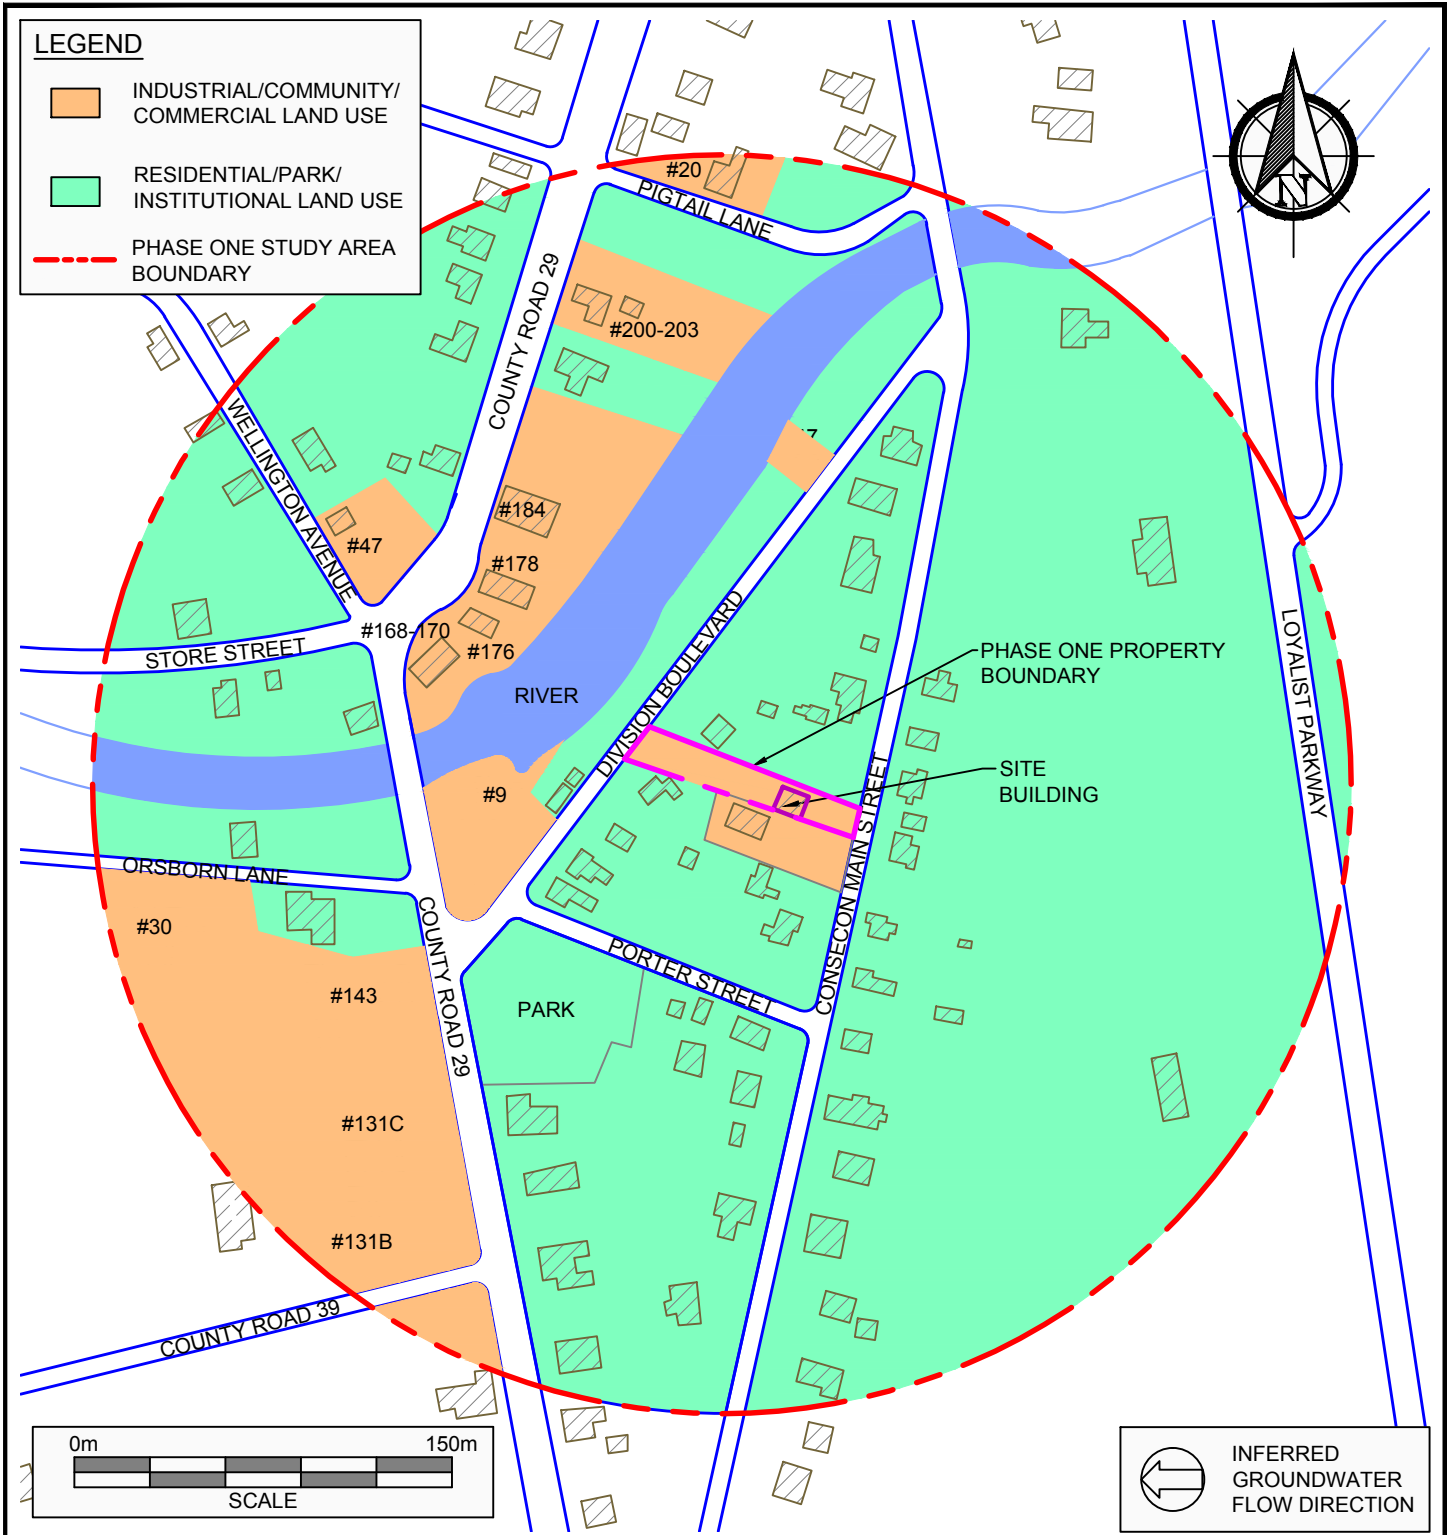 LEGEND
INDUSTRIAL/COMMUNITY/
COMMERCIAL LAND USE
RESIDENTIAL/PARK/
INSTITUTIONAL LAND USE
PHASE ONE STUDY AREA
BOUNDARY
N
#20
PIGTAIL LANE
COUNTY ROAD 29
#200-203
WELLINGTON AVENUE
#184
#47
#178
#168-170
#176
STORE STREET
RIVER
DIVISION BOULEVARD
PHASE ONE PROPERTY
BOUNDARY
LOYALIST PARKWAY
SITE
BUILDING
#9
CONSECON MAIN STREET
ORSBORN LANE
#30
COUNTY ROAD 29
PORTER STREET
#143
PARK
#131C
#131B
COUNTY ROAD 39
0m 150m
SCALE
INFERRED
GROUNDWATER
FLOW DIRECTION